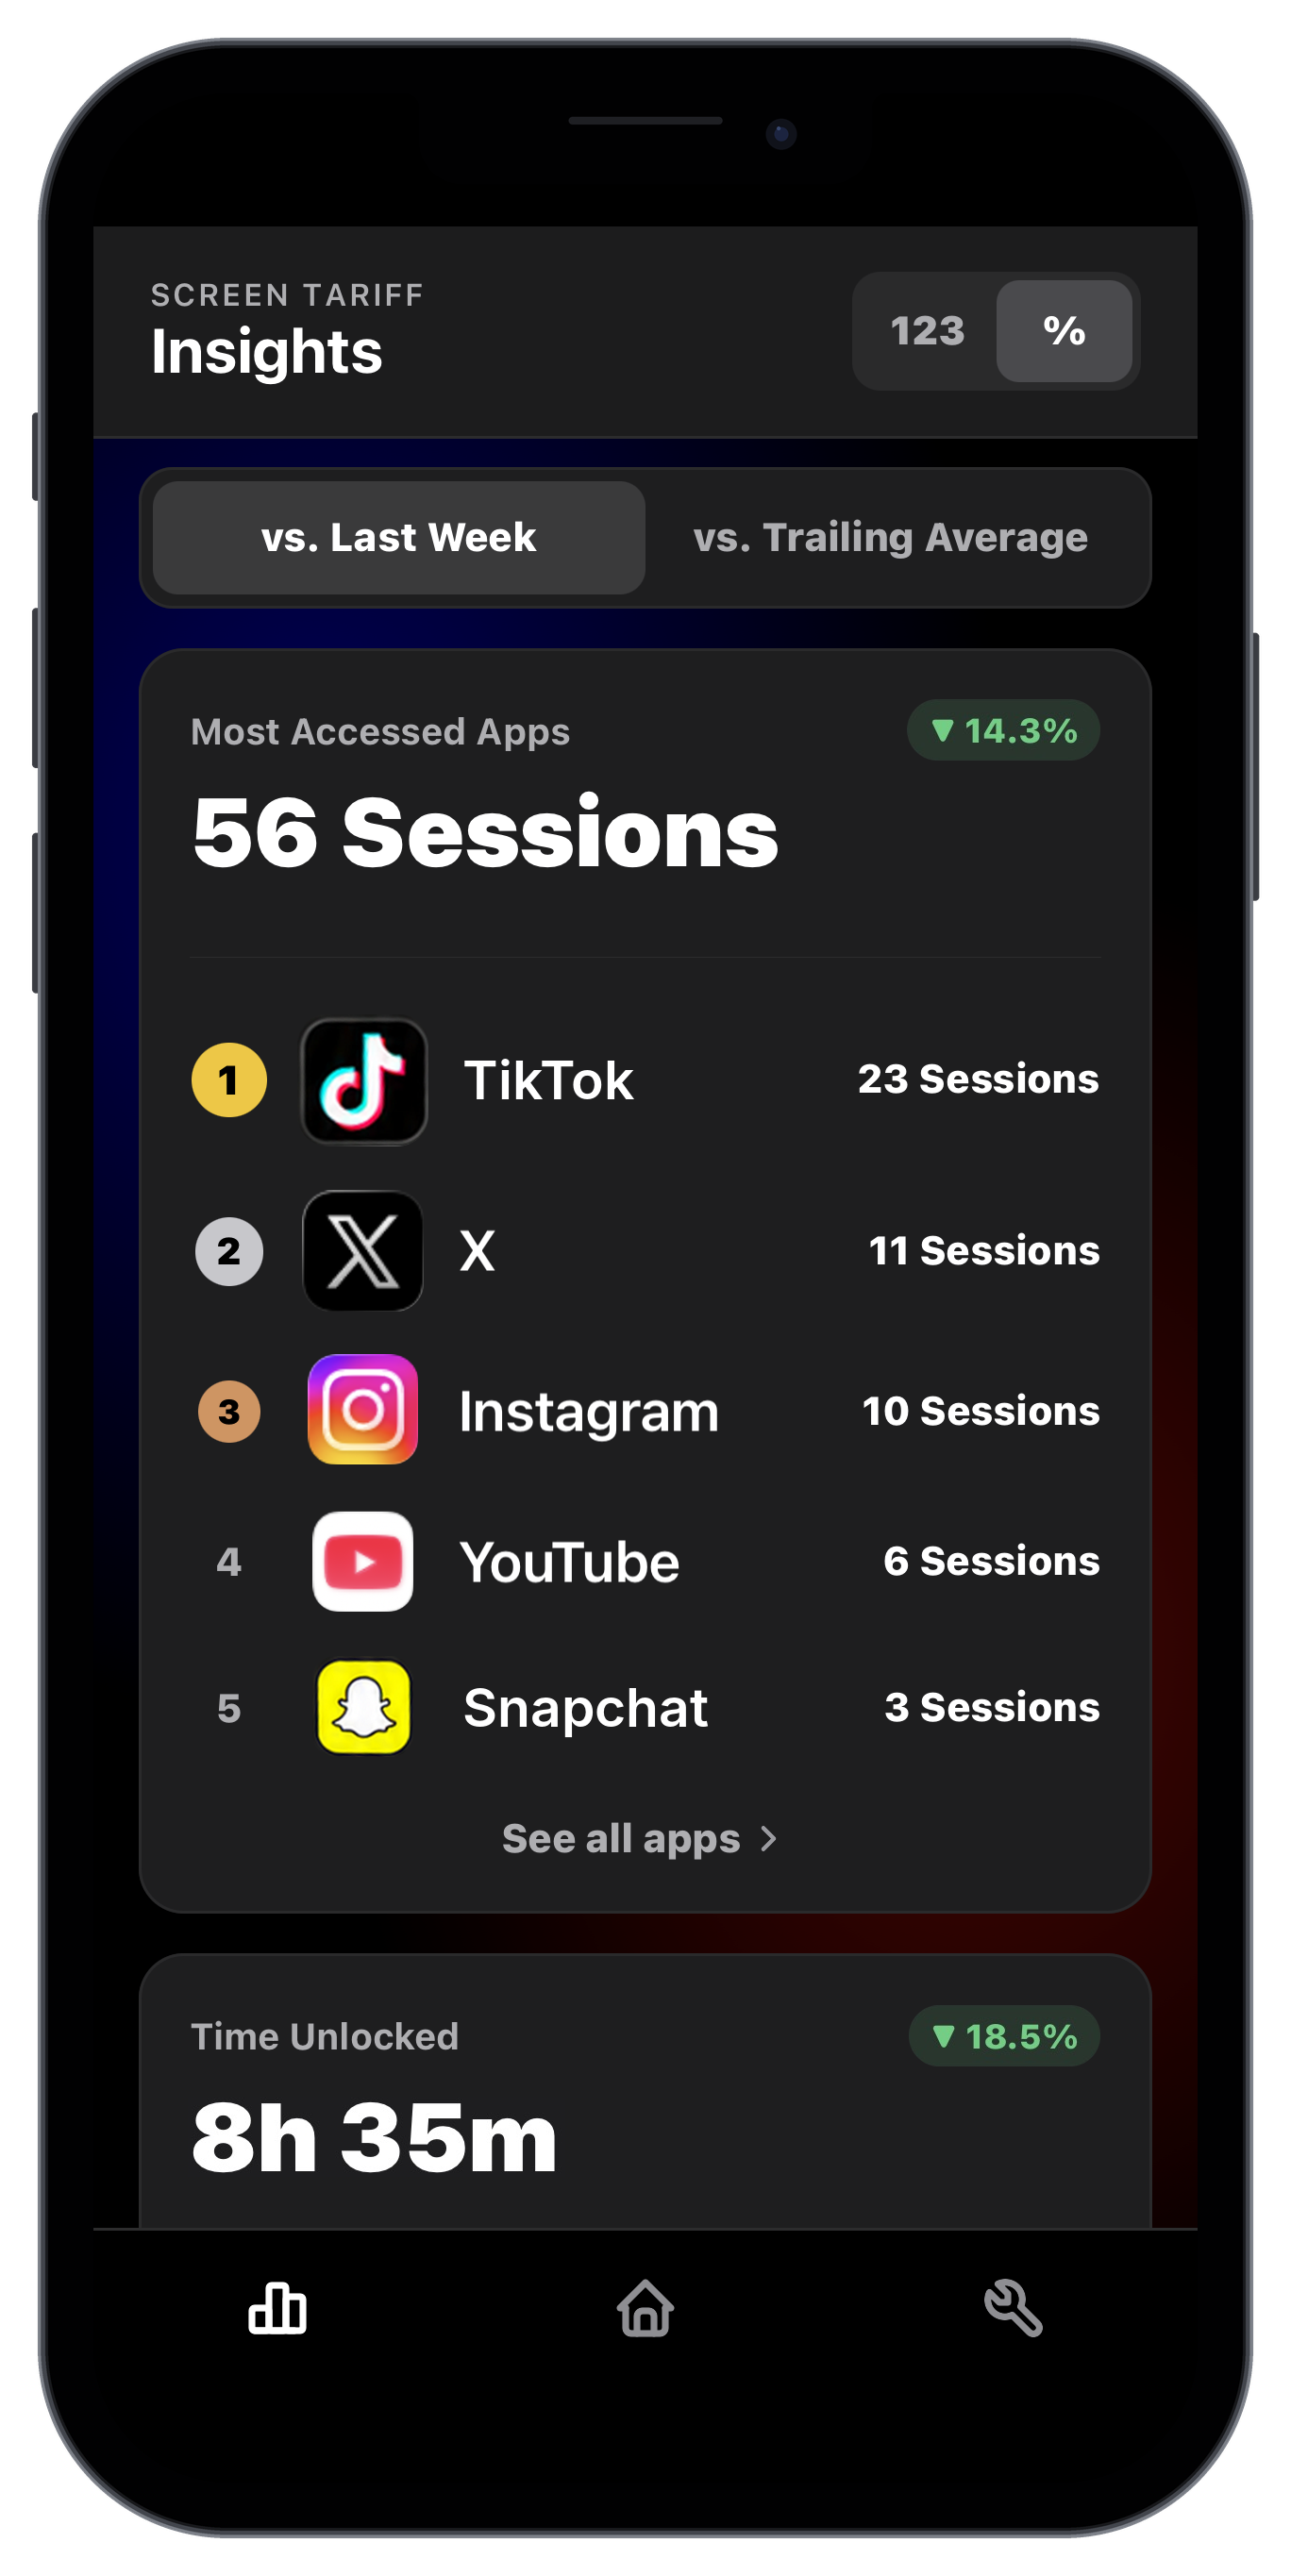 SCREEN TARIFF
Insights
123 %
vs. Last Week vs. Trailing Average
Most Accessed Apps ▼ 14.3%
56 Sessions
1 TikTok 23 Sessions
2 X 11 Sessions
3 Instagram 10 Sessions
4 YouTube 6 Sessions
5 Snapchat 3 Sessions
See all apps >
Time Unlocked ▼ 18.5%
8h 35m